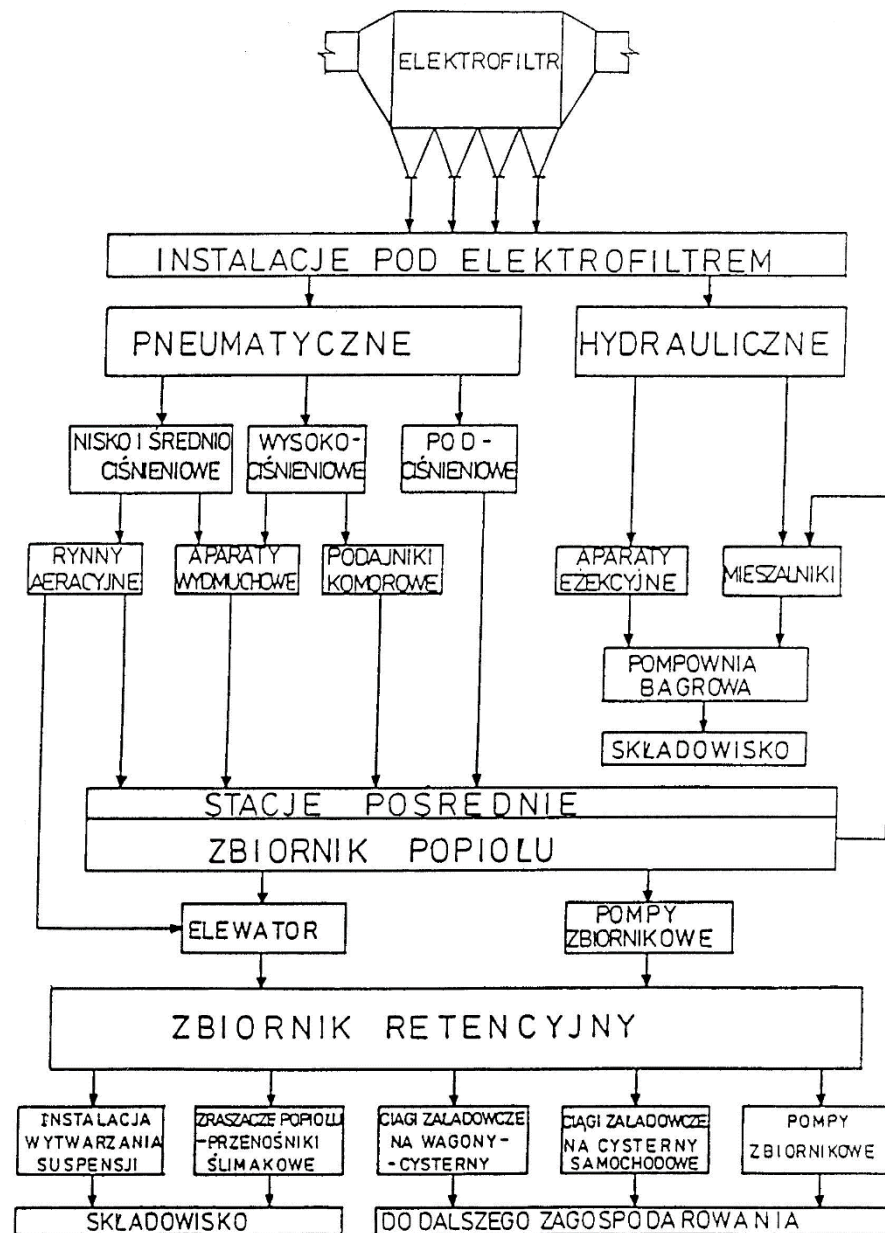 ELEKTROFILTR
INSTALACJE POD ELEKTROFILTREM
PNEUMATYCZNE
HYDRAULICZNE
NISKO I ŚREDNIO
CIŚNIENIOWE
WYSOKO-
CIŚNIENIOWE
POD-
CIŚNIENIOWE
RYNNY
AERACYJNE
APARATY
WYDMUCHOWE
PODAJNIKI
KOMOROWE
APARATY
EŻEKCYJNE
MIESZALNIKI
POMPOWNIA
BAGROWA
SKŁADOWISKO
STACJE POŚREDNIE
ZBIORNIK POPIOŁU
ELEWATOR
POMPY
ZBIORNIKOWE
ZBIORNIK RETENCYJNY
INSTALACJA
WYTWARZANIA
SUSPENSJI
ZRASZACZE POPIOŁU
-PRZENOŚNIKI
ŚLIMAKOWE
CIĄGI ZAŁADOWCZE
NA WAGONY-
-CYSTERNY
CIĄGI ZAŁADOWCZE
NA CYSTERNY
SAMOCHODOWE
POMPY
ZBIORNIKOWE
SKŁADOWISKO
DO DALSZEGO ZAGOSPODAROWANIA